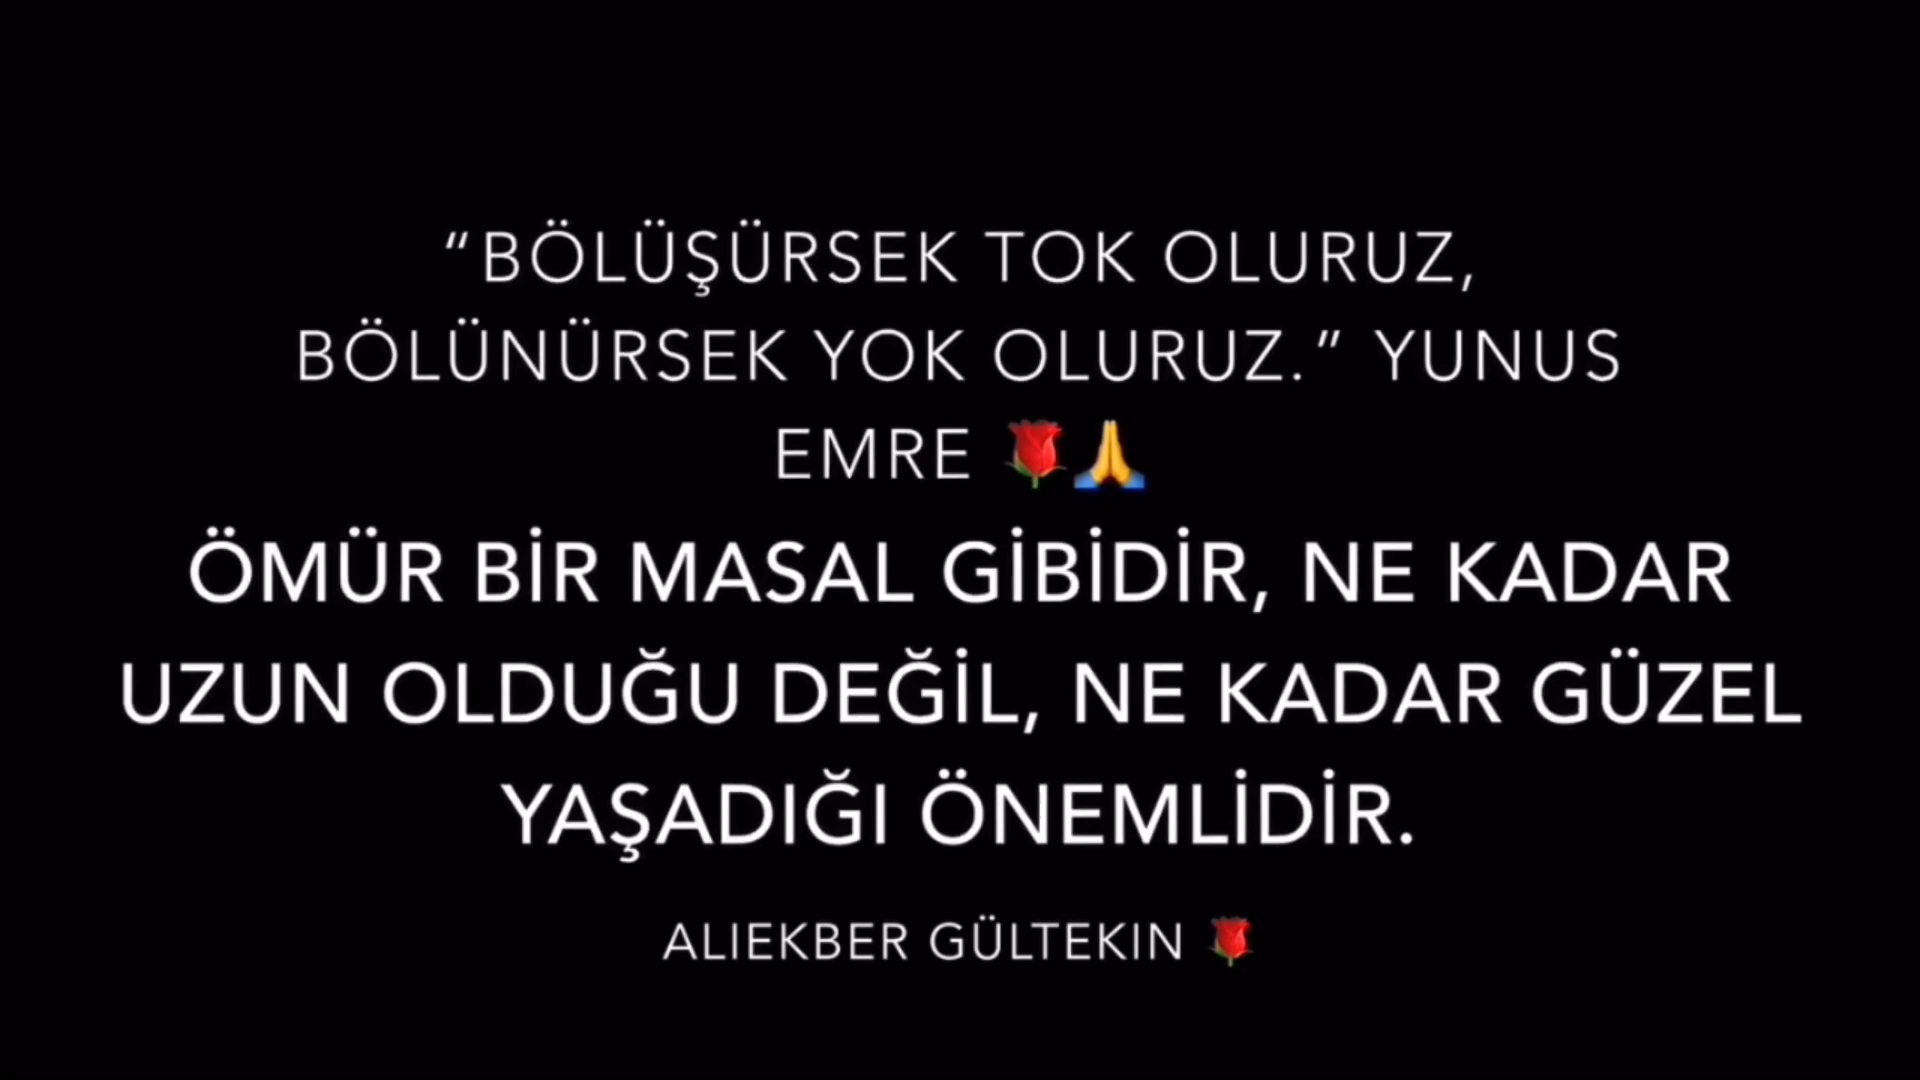 “BÖLÜŞÜRSEK TOK OLURUZ,
BÖLÜNÜRSEK YOK OLURUZ.” YUNUS
EMRE 🌹🙏
ÖMÜR BİR MASAL GİBİDİR, NE KADAR
UZUN OLDUĞU DEĞİL, NE KADAR GÜZEL
YAŞADIĞI ÖNEMLİDİR.
ALIEKBER GÜLTEKIN 🌹